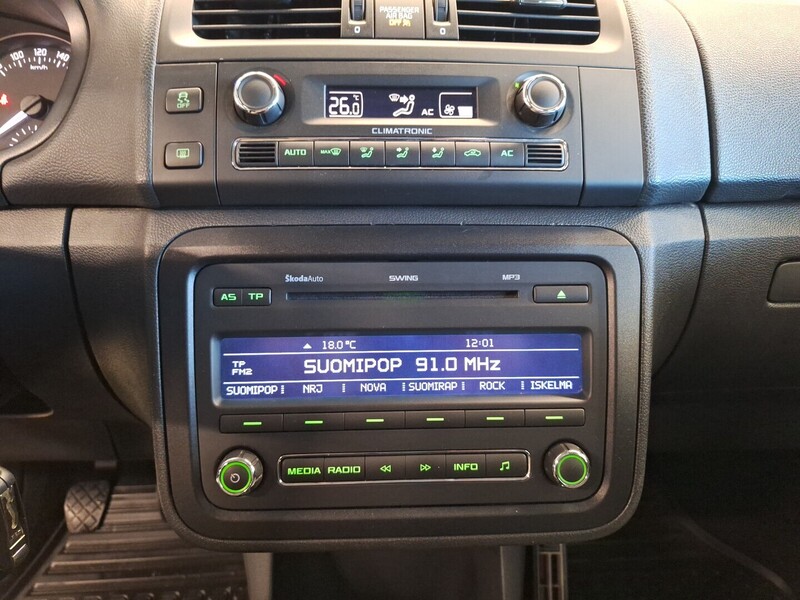 PASSENGER
AIR BAG
OFF
0
0
100 120 140
km/h
OFF
26.0 °C
AC
CLIMATRONIC
AUTO MAX AC
ŠkodaAuto SWING MP3
AS TP
18.0°C 12:01
TP
FM2
SUOMIPOP 91.0 MHz
SUOMIPOP NRJ NOVA SUOMIRAP ROCK ISKELMÄ
MEDIA RADIO INFO